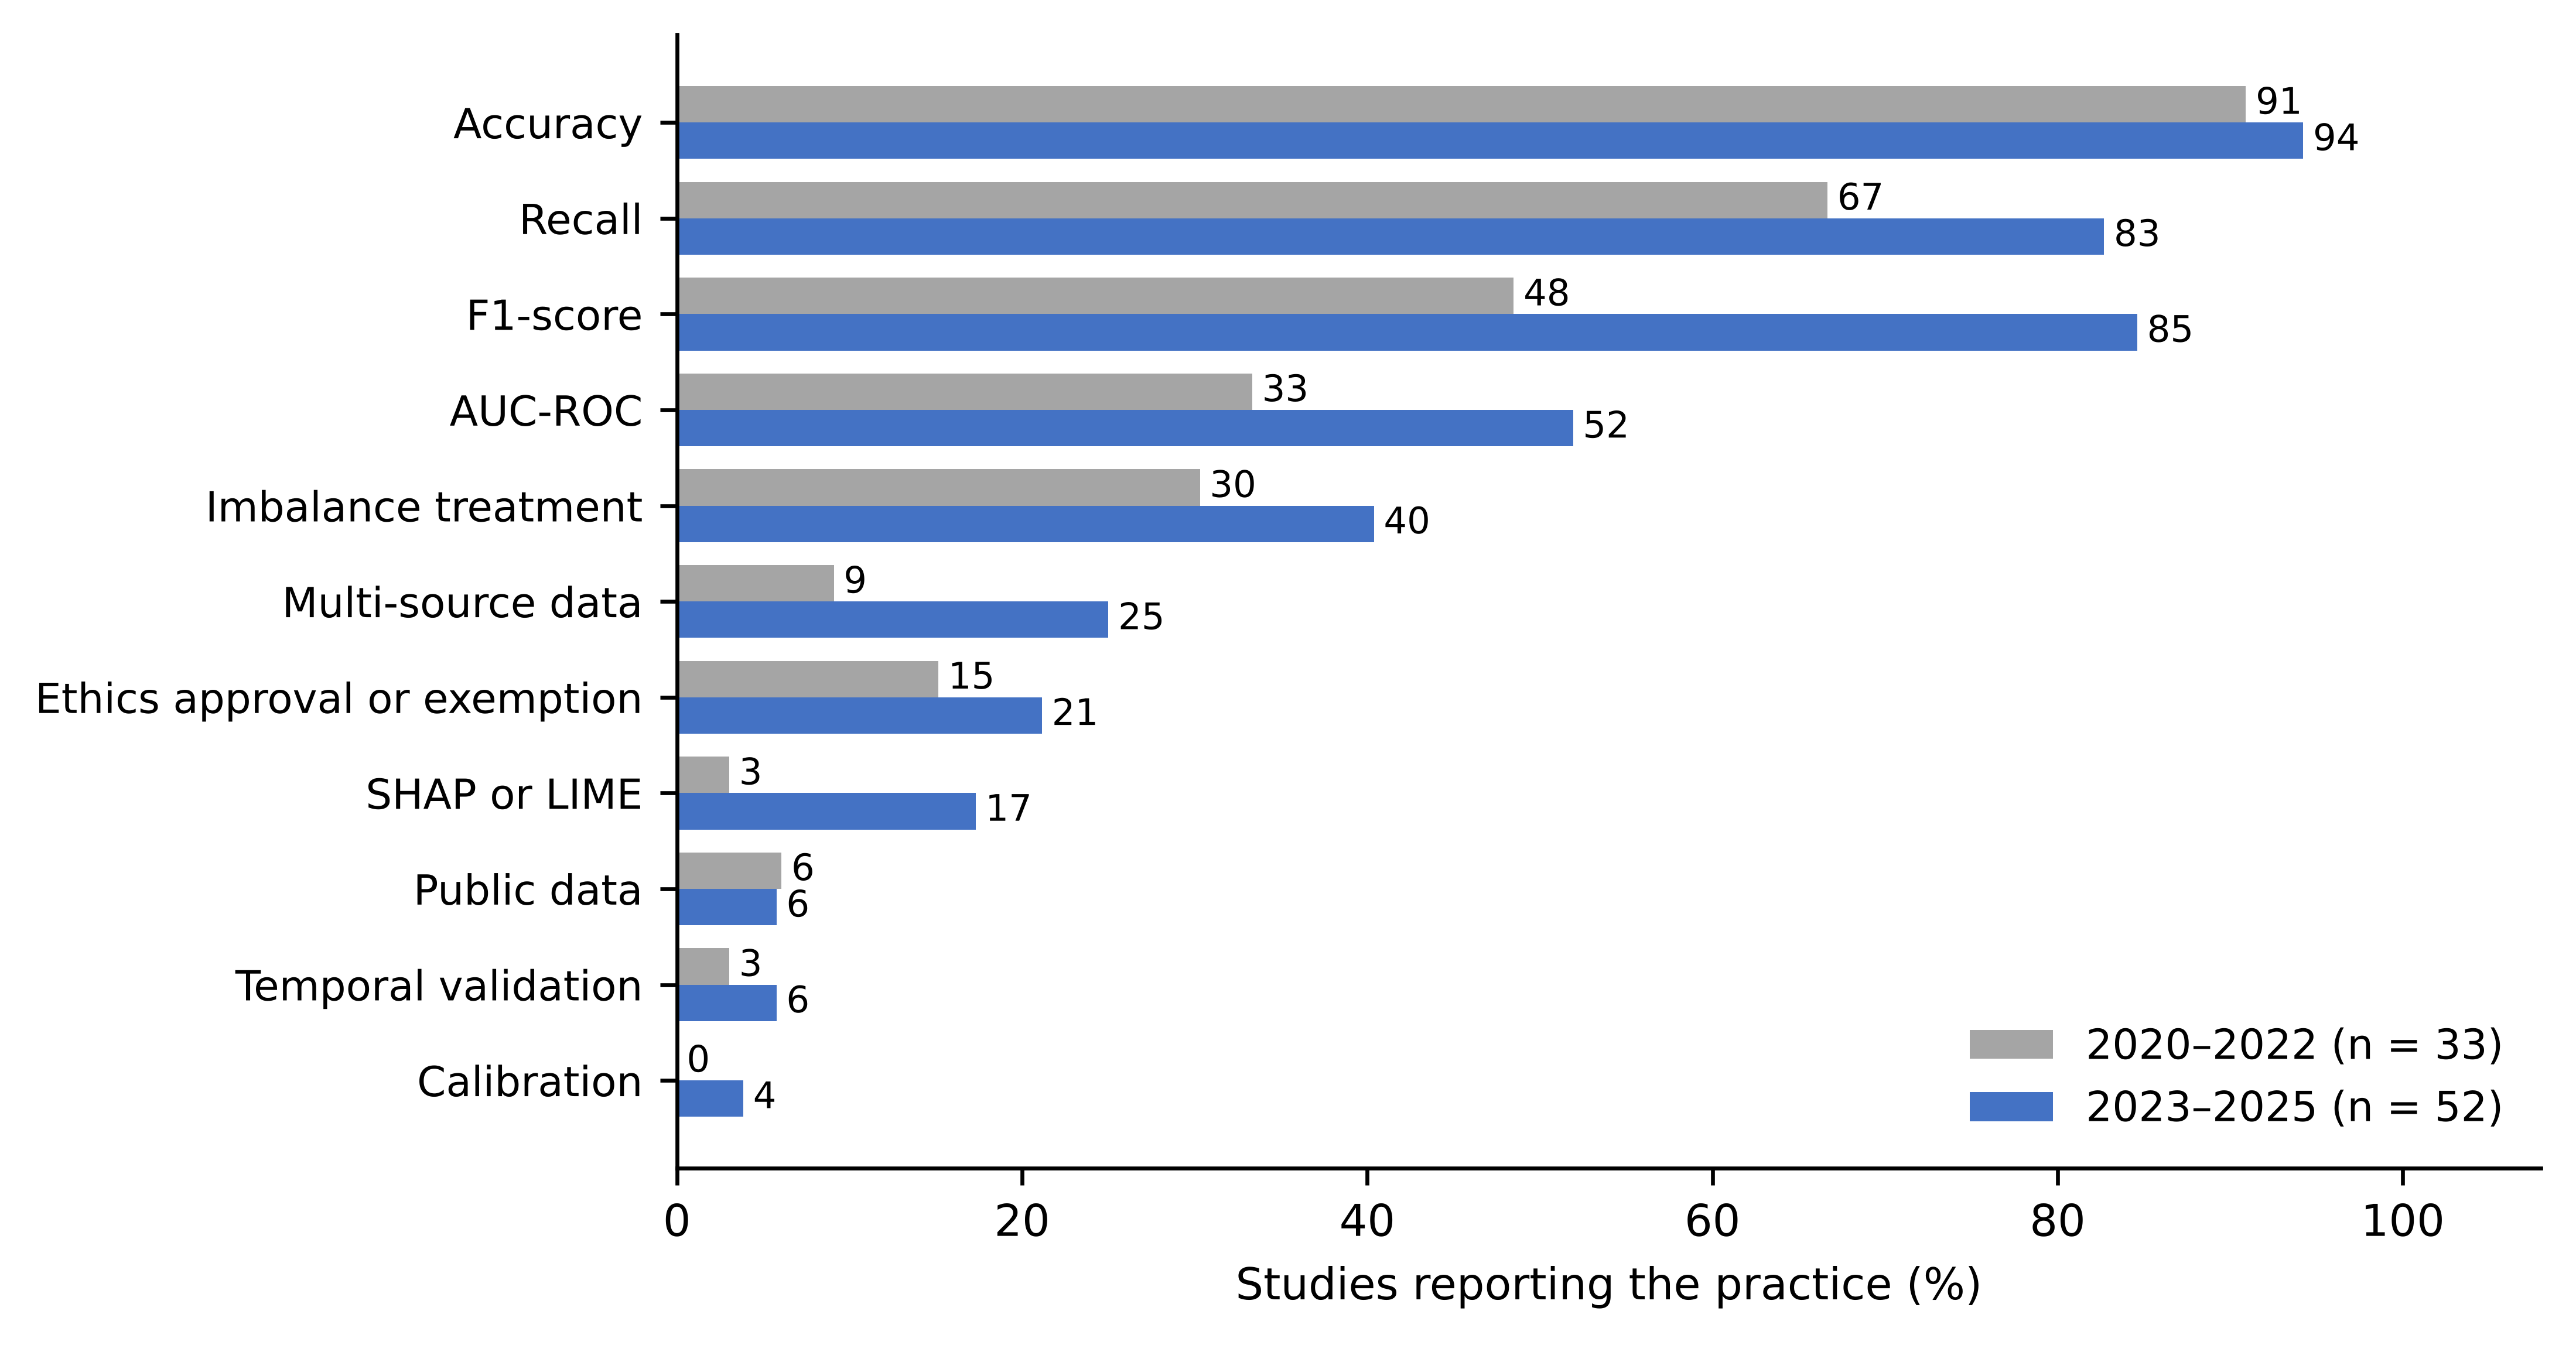 Accuracy 91
94
Recall 67
83
F1-score 48
85
AUC-ROC 33
52
Imbalance treatment 30
40
Multi-source data 9
25
Ethics approval or exemption 15
21
SHAP or LIME 3
17
Public data 6
6
Temporal validation 3
6
Calibration 0
4
2020–2022 (n = 33)
2023–2025 (n = 52)
0 20 40 60 80 100
Studies reporting the practice (%)